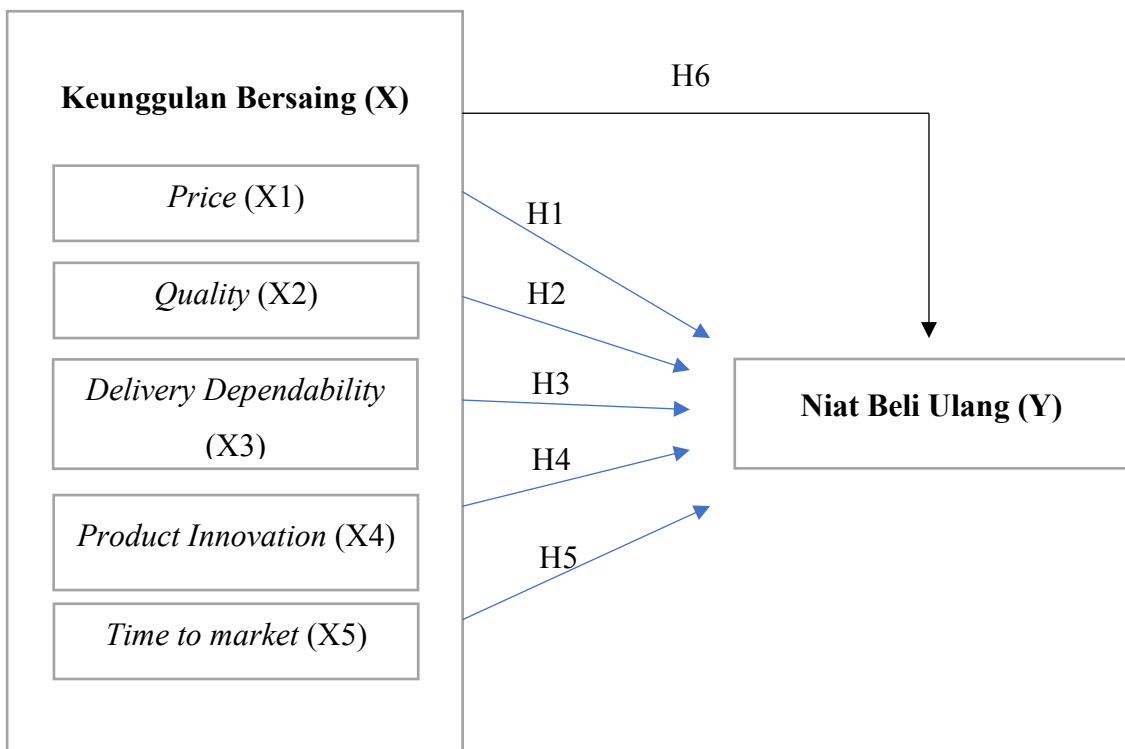 H6
Keunggulan Bersaing (X)
Price (X1)
H1
Quality (X2)
H2
Delivery Dependability
(X3)
H3
Niat Beli Ulang (Y)
H4
Product Innovation (X4)
H5
Time to market (X5)